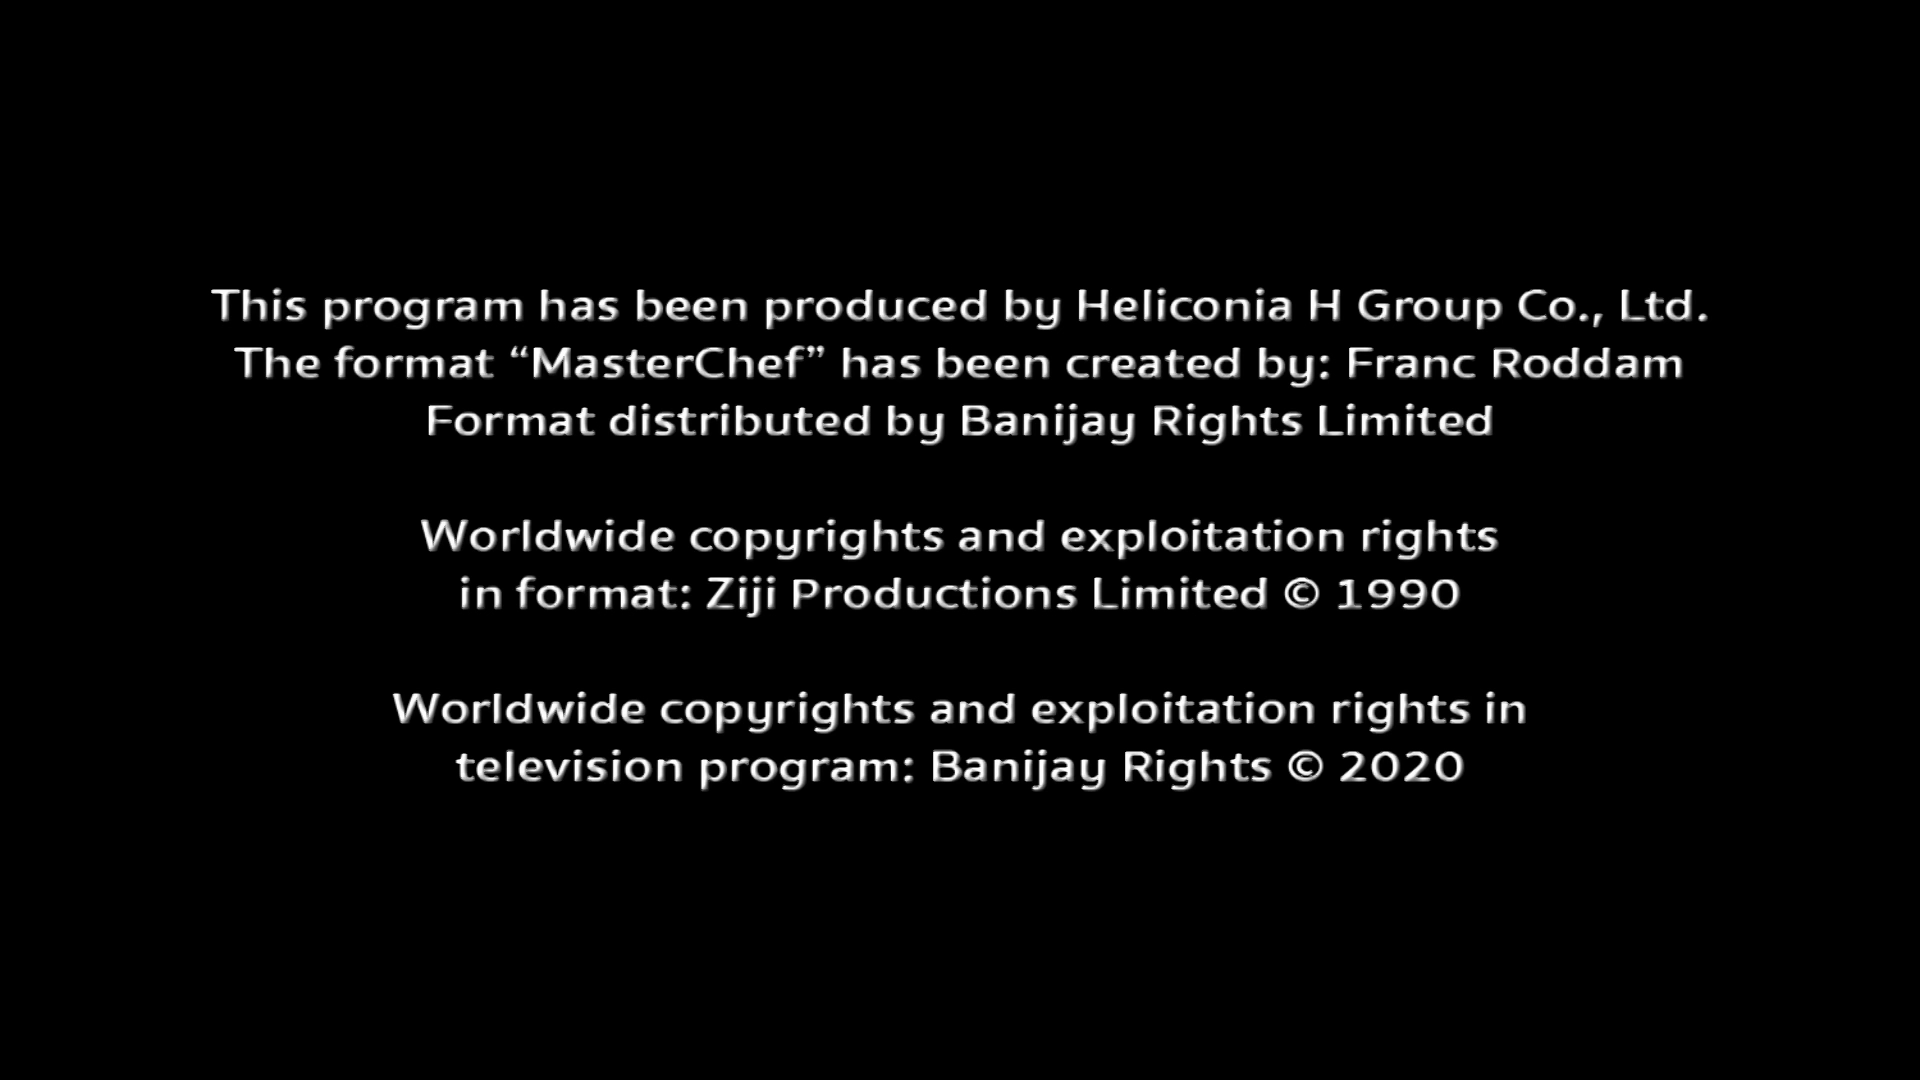 This program has been produced by Heliconia H Group Co., Ltd.
The format “MasterChef” has been created by: Franc Roddam
Format distributed by Banijay Rights Limited
Worldwide copyrights and exploitation rights
in format: Ziji Productions Limited © 1990
Worldwide copyrights and exploitation rights in
television program: Banijay Rights © 2020